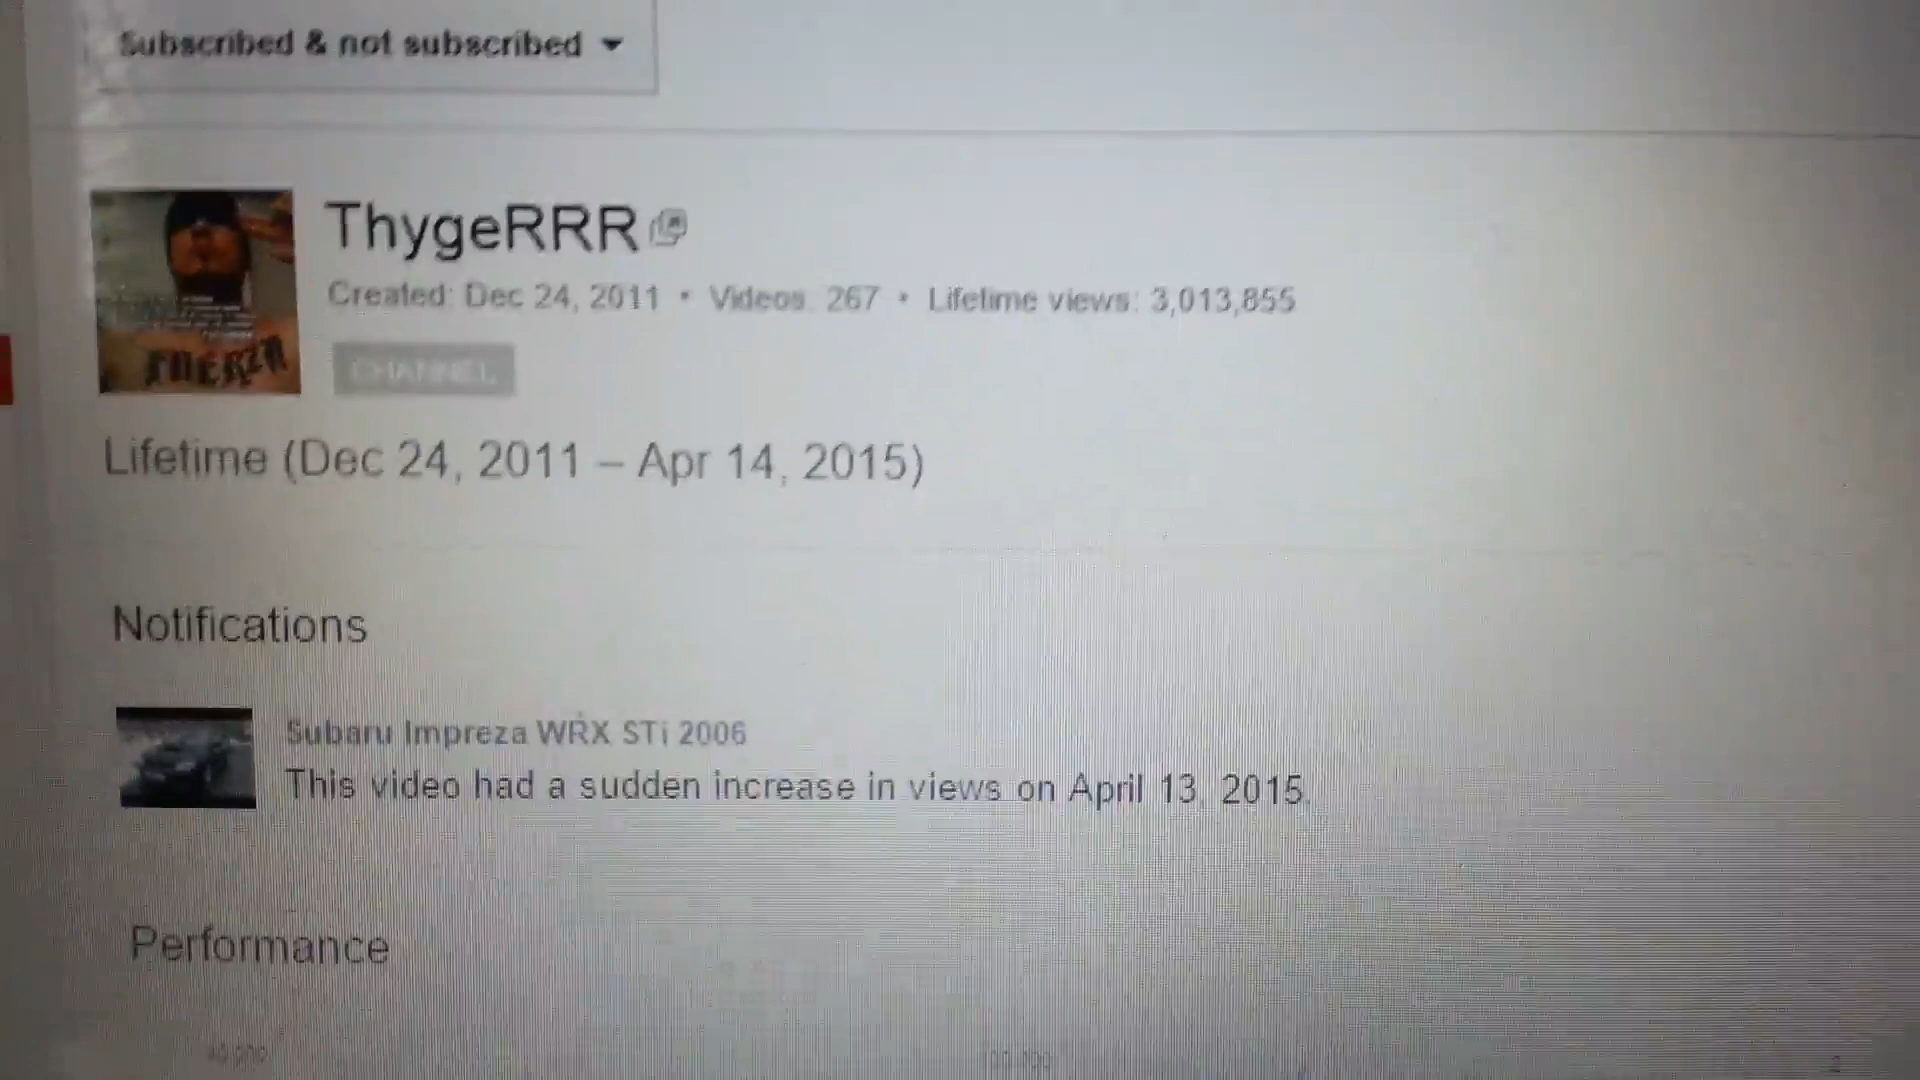 Subscribed & not subscribed
ThygeRRR
Created: Dec 24, 2011 • Videos: 267 • Lifetime views: 3,013,855
CHANNEL
Lifetime (Dec 24, 2011 – Apr 14, 2015)
Notifications
Subaru Impreza WRX STi 2006
This video had a sudden increase in views on April 13, 2015.
Performance